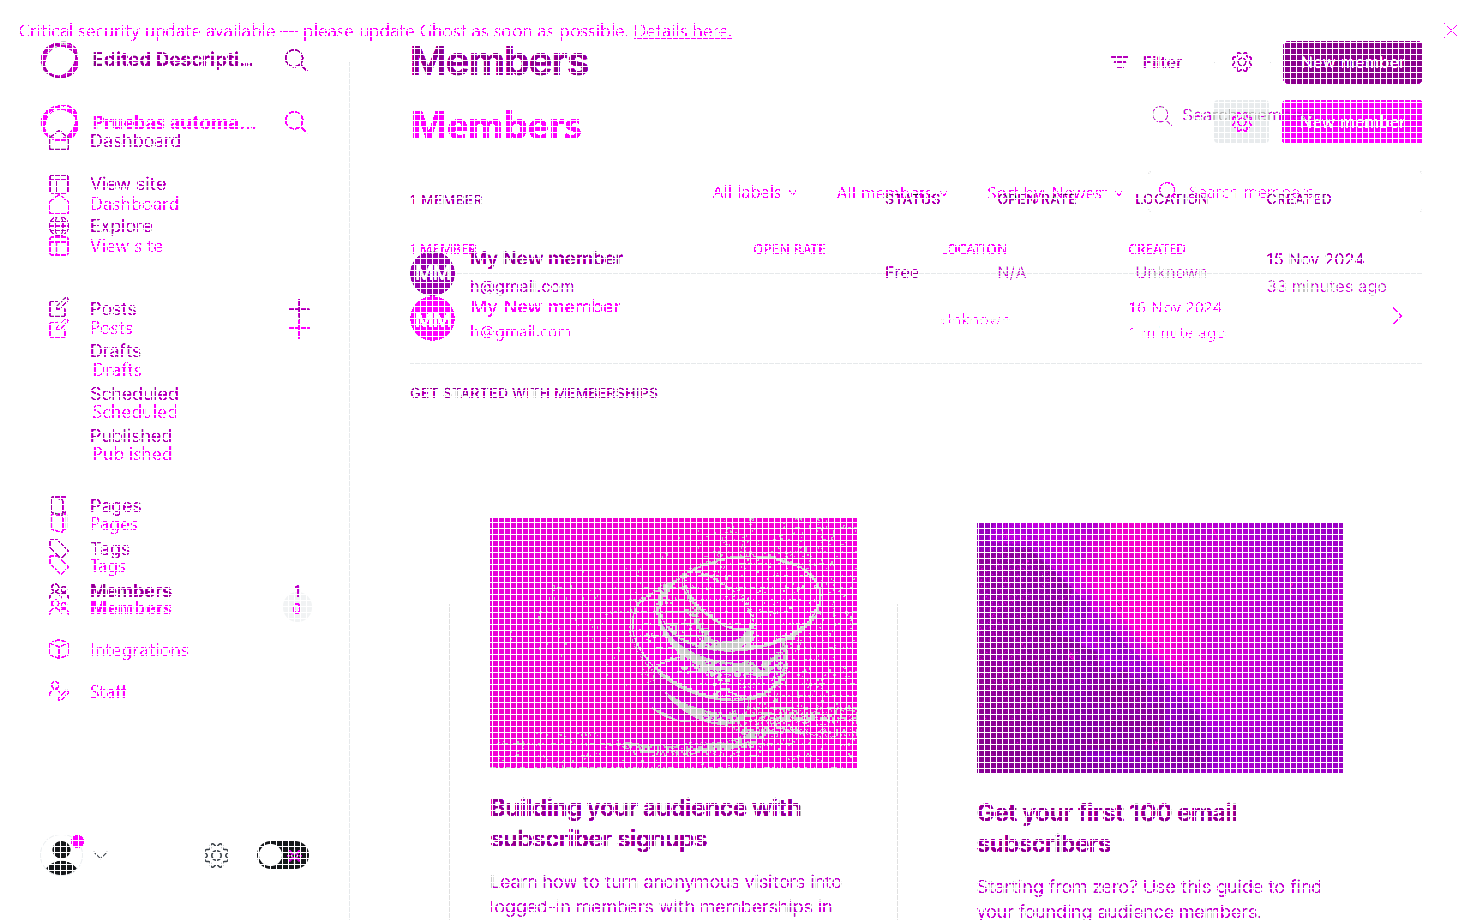 Critical security update available — please update Ghost as soon as possible. Details here.
Edited Descripti...
Members
Filter
New member
Pruebas automa...
Members
Search mem
New member
Dashboard
View site
Dashboard
Explore
View site
1 MEMBER
All labels
All members
Sort by: Newest
Search members
STATUS
OPEN RATE
LOCATION
CREATED
1 MEMBER
OPEN RATE
LOCATION
CREATED
MM
My New member
h@gmail.com
Free
N/A
Unknown
15 Nov 2024
33 minutes ago
MM
My New member
h@gmail.com
Unknown
16 Nov 2024
1 minute ago
Posts
Posts
Drafts
Drafts
Scheduled
Scheduled
Published
Published
GET STARTED WITH MEMBERSHIPS
Pages
Pages
Tags
Tags
Members
1
Members
0
Integrations
Staff
Building your audience with
subscriber signups
Learn how to turn anonymous visitors into
logged-in members with memberships in
Get your first 100 email
subscribers
Starting from zero? Use this guide to find
your founding audience members.